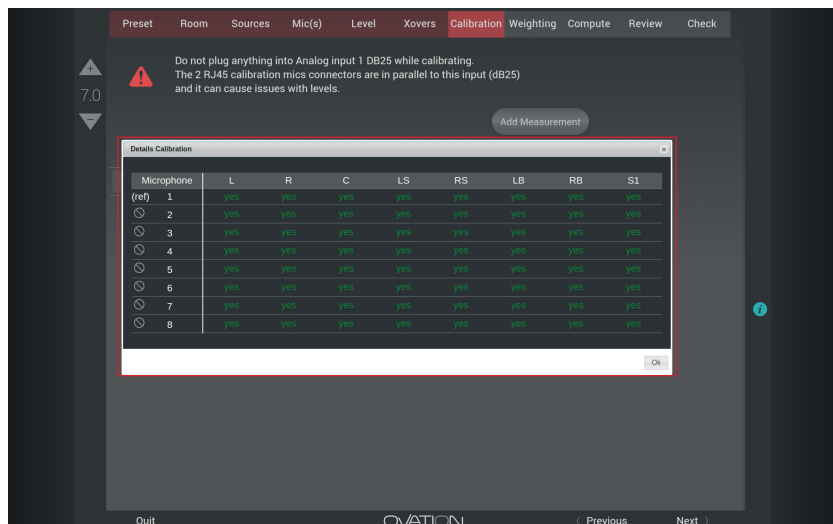 Preset Room Sources Mic(s) Level Xovers Calibration Weighting Compute Review Check
Do not plug anything into Analog input 1 DB25 while calibrating.
The 2 RJ45 calibration mics connectors are in parallel to this input (dB25)
and it can cause issues with levels.
7.0
Add Measurement
Details Calibration
Microphone L R C LS RS LB RB S1
(ref) 1 yes yes yes yes yes yes yes yes
2 yes yes yes yes yes yes yes yes
3 yes yes yes yes yes yes yes yes
4 yes yes yes yes yes yes yes yes
5 yes yes yes yes yes yes yes yes
6 yes yes yes yes yes yes yes yes
7 yes yes yes yes yes yes yes yes
8 yes yes yes yes yes yes yes yes
Ok
Quit OVATION Previous Next